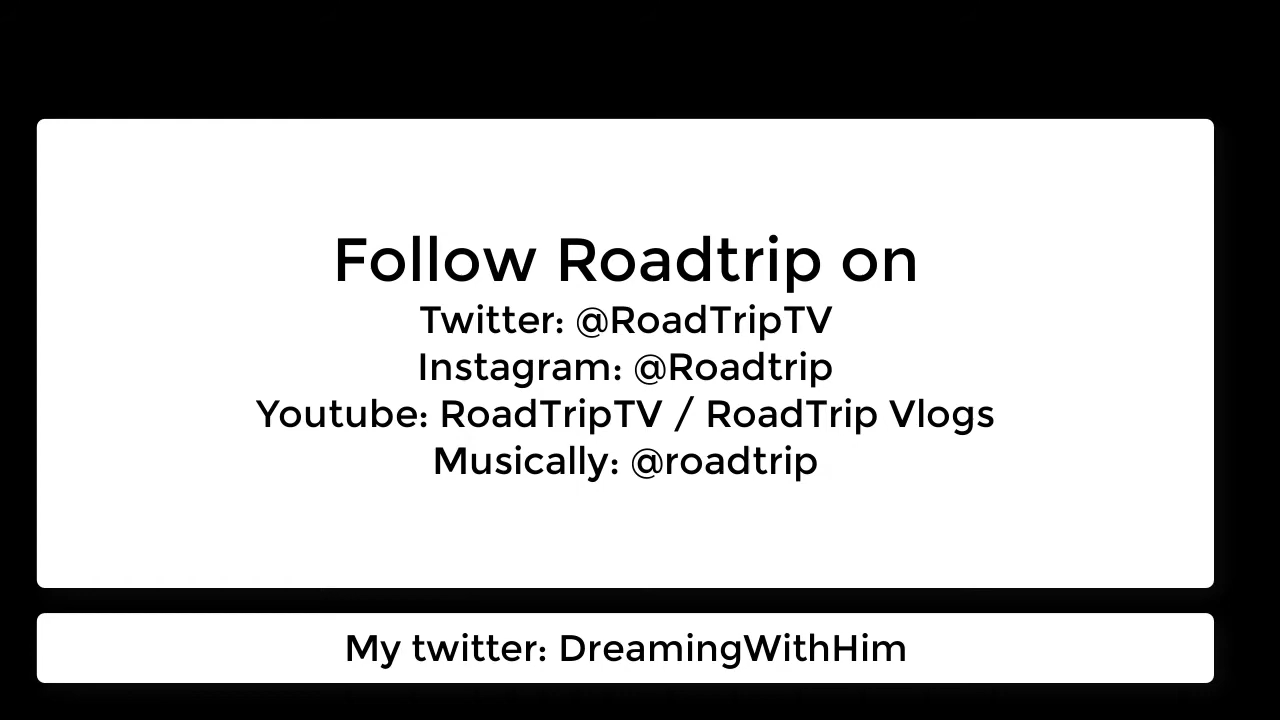 Follow Roadtrip on
Twitter: @RoadTripTV
Instagram: @Roadtrip
Youtube: RoadTripTV / RoadTrip Vlogs
Musically: @roadtrip
My twitter: DreamingWithHim